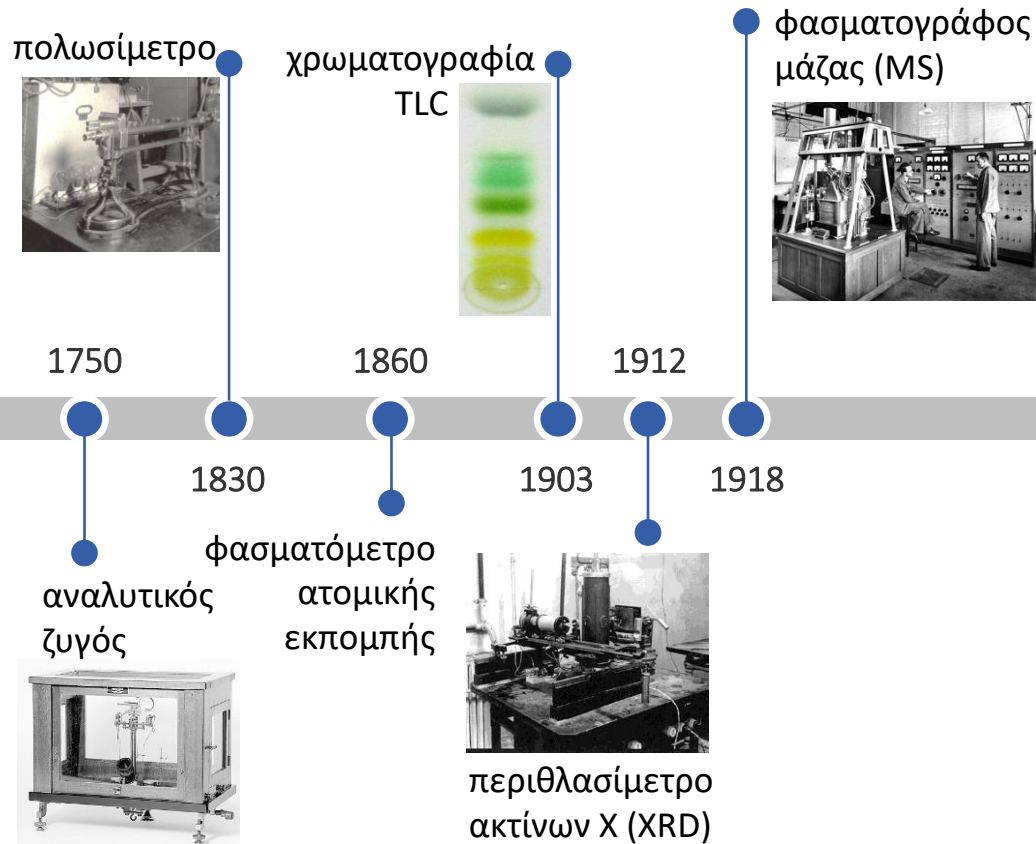 πολωσίμετρο
χρωματογραφία
TLC
φασματογράφος
μάζας (MS)
1750
1860
1912
1830
1903
1918
αναλυτικός
ζυγός
φασματόμετρο
ατομικής
εκπομπής
περιθλασίμετρο
ακτίνων Χ (XRD)